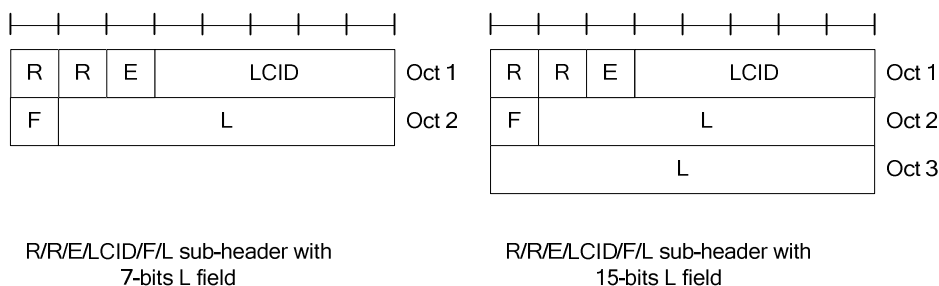 R R E LCID Oct 1
F L Oct 2
R/R/E/LCID/F/L sub-header with
7-bits L field
R R E LCID Oct 1
F L Oct 2
L Oct 3
R/R/E/LCID/F/L sub-header with
15-bits L field